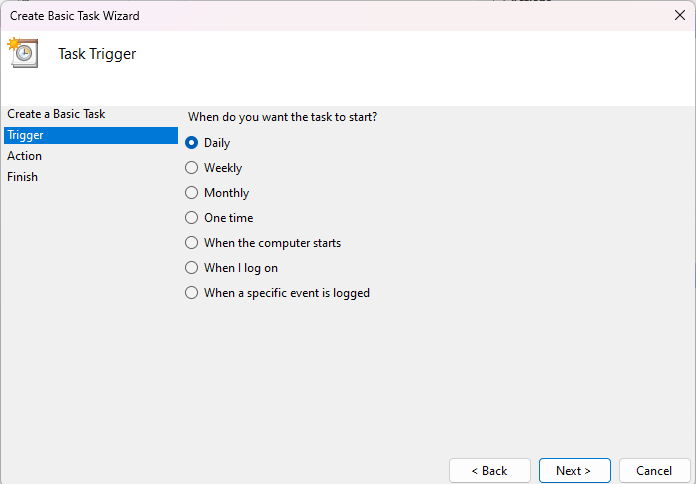 Create Basic Task Wizard
Task Trigger
Create a Basic Task
Trigger
Action
Finish
When do you want the task to start?
Daily
Weekly
Monthly
One time
When the computer starts
When I log on
When a specific event is logged
< Back
Next >
Cancel